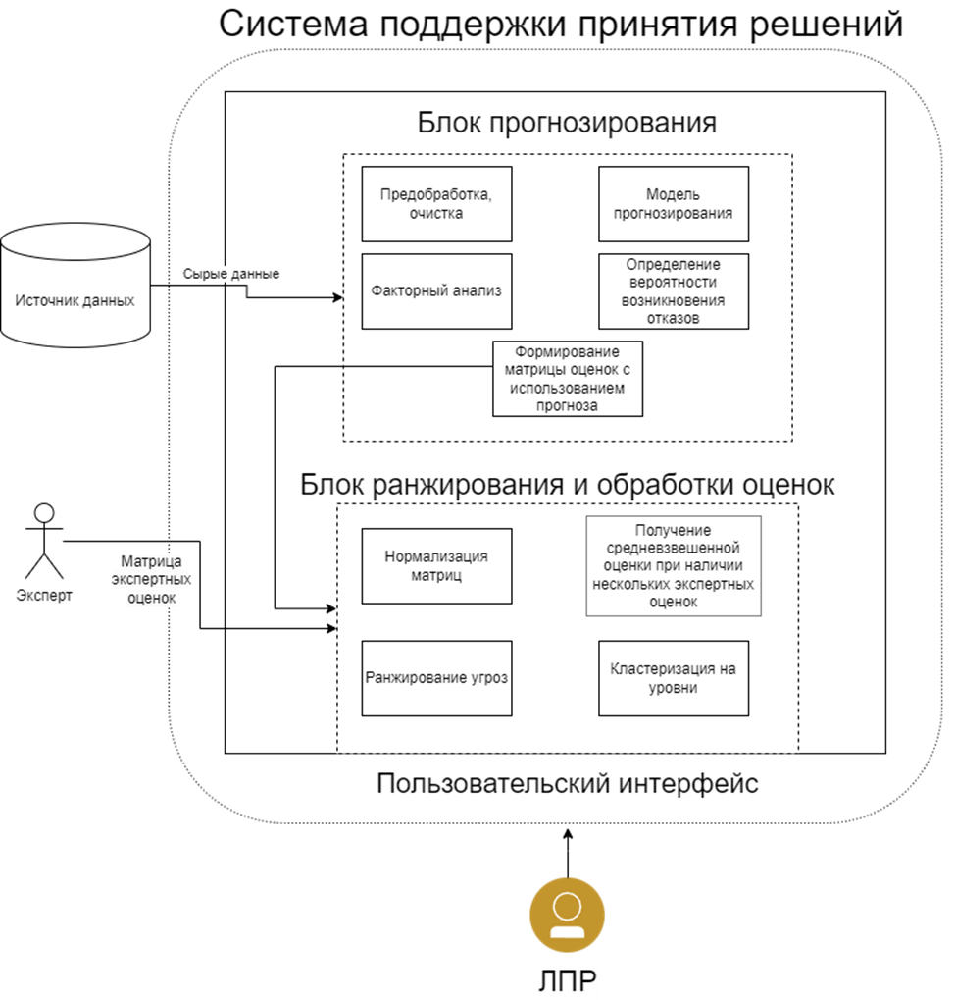 Система поддержки принятия решений
Блок прогнозирования
Предобработка,
очистка
Модель
прогнозирования
Сырые данные
Источник данных
Факторный анализ
Определение
вероятности
возникновения
отказов
Формирование
матрицы оценок с
использованием
прогноза
Блок ранжирования и обработки оценок
Эксперт
Матрица
экспертных
оценок
Нормализация
матриц
Получение
средневзвешенной
оценки при наличии
нескольких экспертных
оценок
Ранжирование угроз
Кластеризация на
уровни
Пользовательский интерфейс
ЛПР